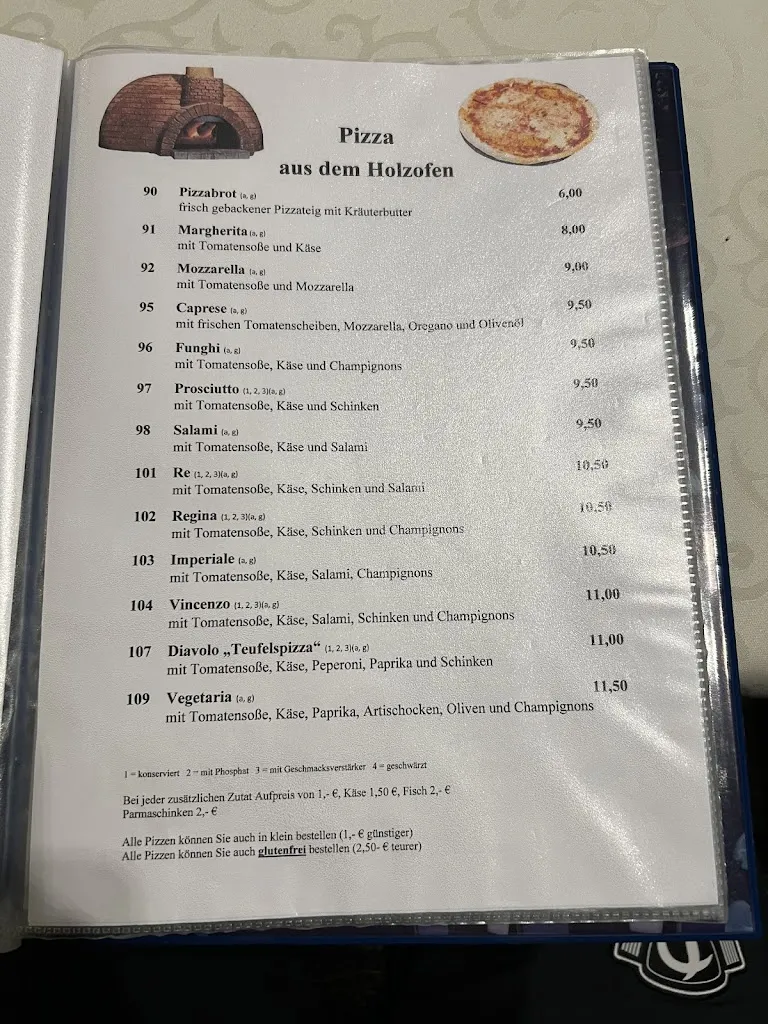 Pizza
aus dem Holzofen
90 Pizzabrot (a, g) 6,00
frisch gebackener Pizzateig mit Kräuterbutter
91 Margherita (a, g) 8,00
mit Tomatensoße und Käse
92 Mozzarella (a, g) 9,00
mit Tomatensoße und Mozzarella
95 Caprese (a, g) 9,50
mit frischen Tomatenscheiben, Mozzarella, Oregano und Olivenöl
96 Funghi (a, g) 9,50
mit Tomatensoße, Käse und Champignons
97 Prosciutto (1, 2, 3)(a, g) 9,50
mit Tomatensoße, Käse und Schinken
98 Salami (a, g) 9,50
mit Tomatensoße, Käse und Salami
101 Re (1, 2, 3)(a, g) 10,50
mit Tomatensoße, Käse, Schinken und Salami
102 Regina (1, 2, 3)(a, g) 10,50
mit Tomatensoße, Käse, Schinken und Champignons
103 Imperiale (a, g) 10,50
mit Tomatensoße, Käse, Salami, Champignons
104 Vincenzo (1, 2, 3)(a, g) 11,00
mit Tomatensoße, Käse, Salami, Schinken und Champignons
107 Diavolo „Teufelspizza“ (1, 2, 3)(a, g) 11,00
mit Tomatensoße, Käse, Peperoni, Paprika und Schinken
109 Vegetaria (a, g) 11,50
mit Tomatensoße, Käse, Paprika, Artischocken, Oliven und Champignons
1 = konserviert 2 = mit Phosphat 3 = mit Geschmacksverstärker 4 = geschwärzt
Bei jeder zusätzlichen Zutat Aufpreis von 1,- €, Käse 1,50 €, Fisch 2,- €
Parmaschinken 2,- €
Alle Pizzen können Sie auch in klein bestellen (1,- € günstiger)
Alle Pizzen können Sie auch glutenfrei bestellen (2,50- € teurer)